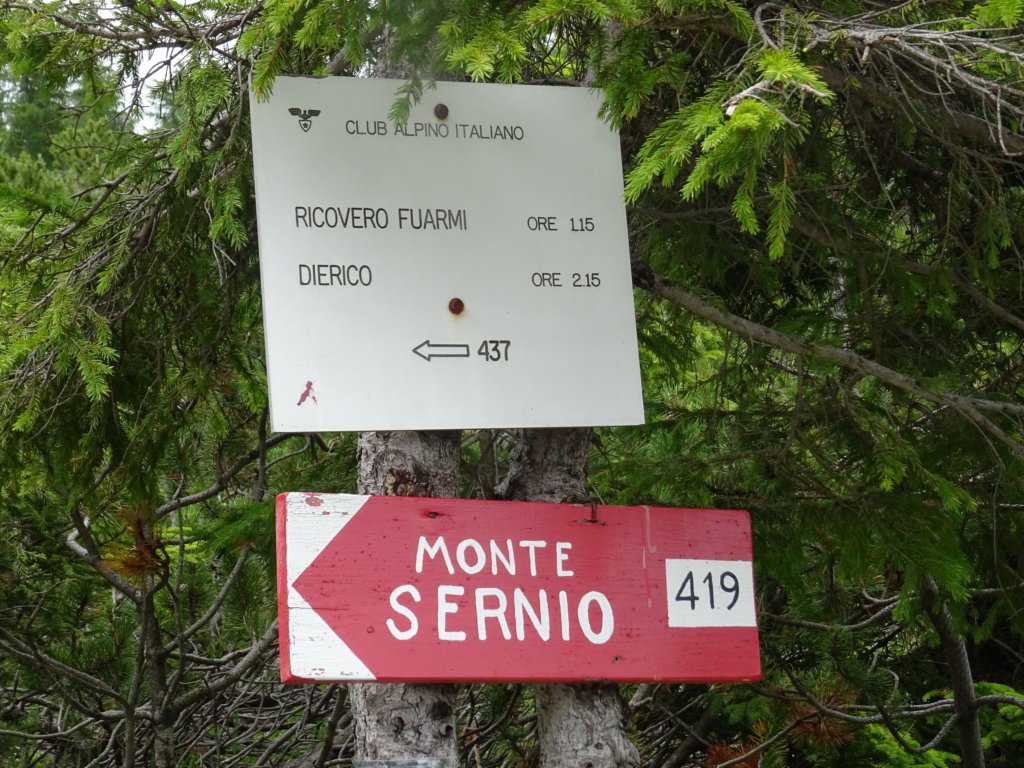 CLUB ALPINO ITALIANO
RICOVERO FUARMI ORE 1.15
DIERICO ORE 2.15
437
MONTE
SERNIO
419